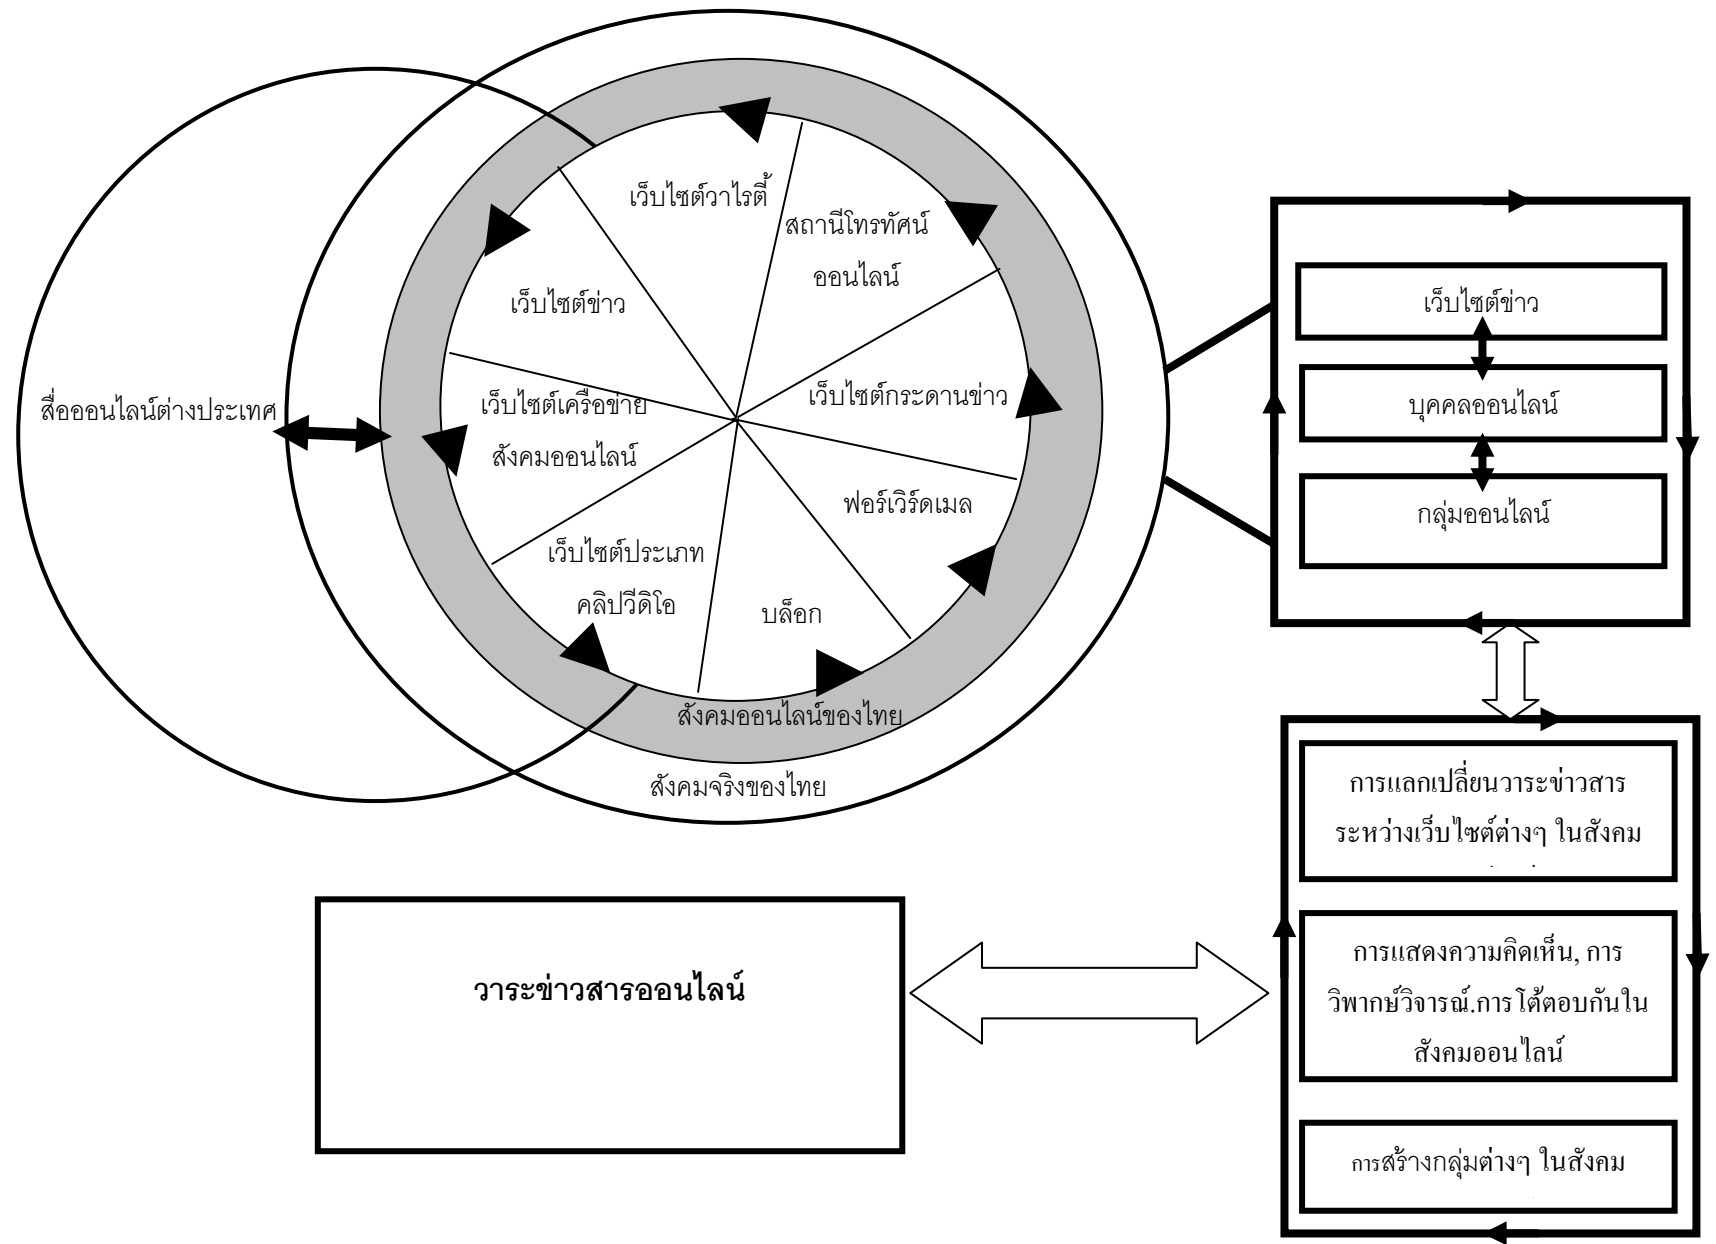 เว็บไซต์วาไรตี้
สถานีโทรทัศน์
ออนไลน์
เว็บไซต์ข่าว
เว็บไซต์กระดานข่าว
เว็บไซต์เครือข่าย
สังคมออนไลน์
ฟอร์เวิร์ดเมล
เว็บไซต์ประเภท
คลิปวีดิโอ
บล็อก
สังคมออนไลน์ของไทย
สังคมจริงของไทย
สื่อออนไลน์ต่างประเทศ
เว็บไซต์ข่าว
บุคคลออนไลน์
กลุ่มออนไลน์
การแลกเปลี่ยนวาระข่าวสาร
ระหว่างเว็บไซต์ต่างๆ ในสังคม
การแสดงความคิดเห็น, การ
วิพากษ์วิจารณ์.การโต้ตอบกันใน
สังคมออนไลน์
การสร้างกลุ่มต่างๆ ในสังคม
วาระข่าวสารออนไลน์